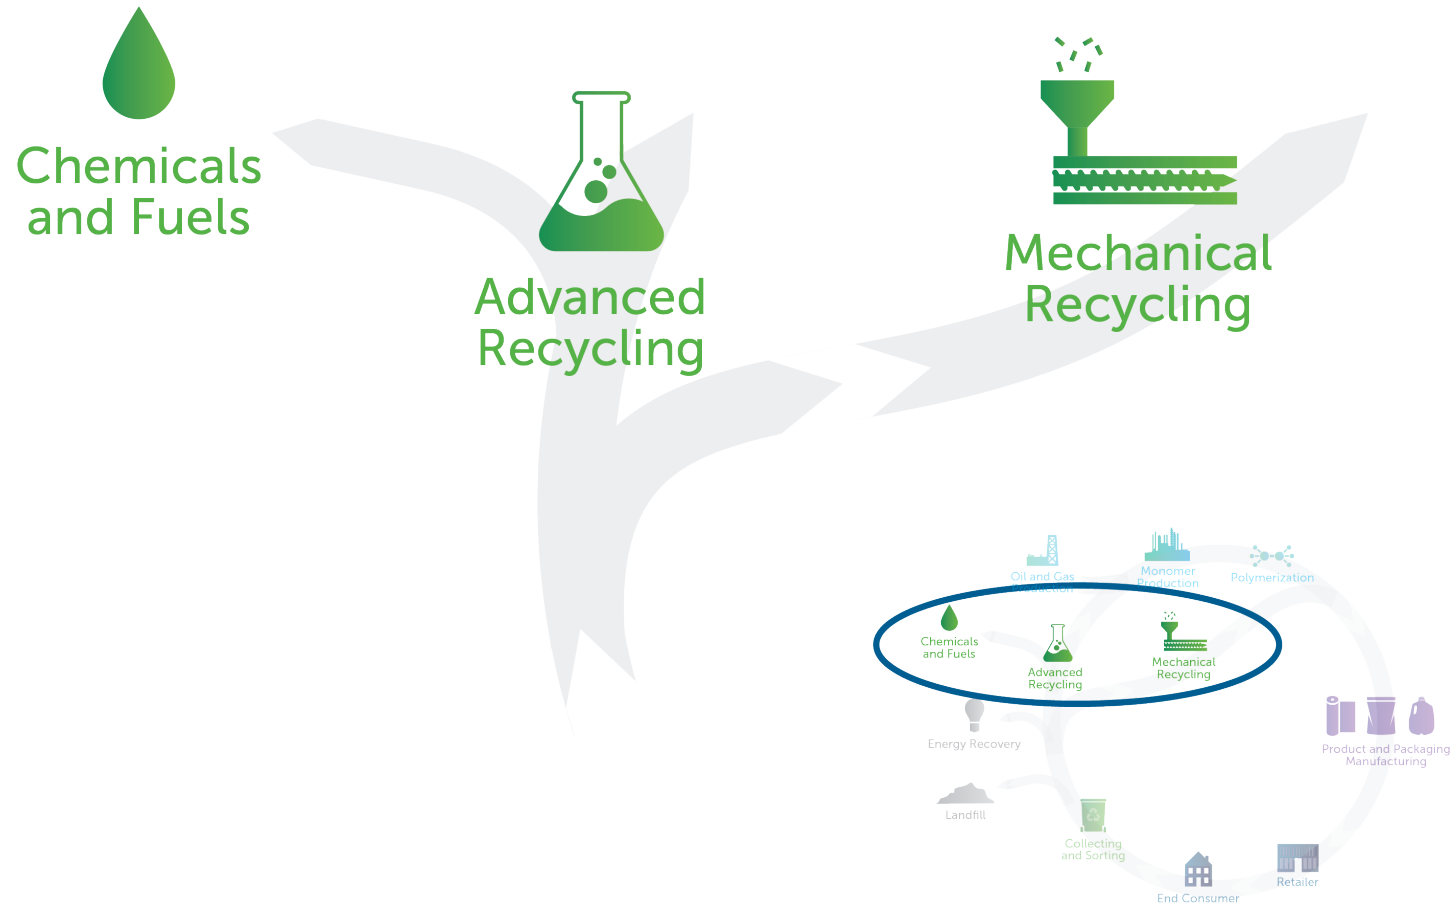 Chemicals
and Fuels
Advanced
Recycling
Mechanical
Recycling
Oil and Gas
Production
Monomer
Production
Polymerization
Chemicals
and Fuels
Advanced
Recycling
Mechanical
Recycling
Energy Recovery
Product and Packaging
Manufacturing
Landfill
Collecting
and Sorting
Retailer
End Consumer